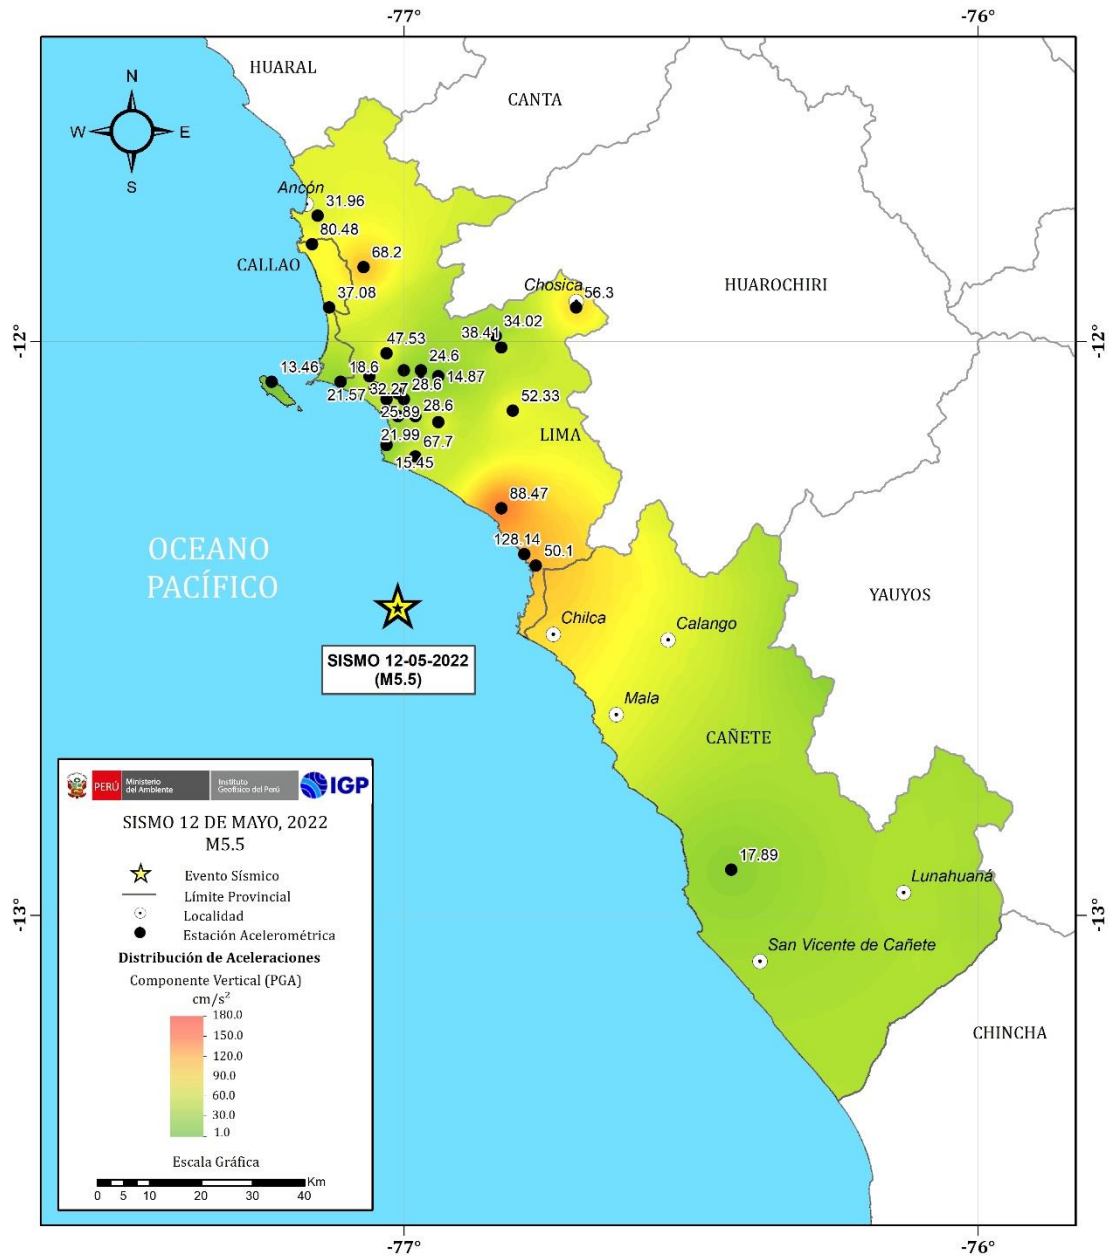 -77°
-76°
HUARAL
CANTA
N
W
E
S
Ancón
31.96
80.48
CALLAO
68.2
37.08
Chosica
56.3
HUAROCHIRI
-12°
-12°
34.02
38.41
47.53
24.6
13.46
18.6
14.87
21.57
32.27
28.6
25.89
28.6
52.33
21.99
67.7
LIMA
15.45
88.47
128.14
50.1
OCEANO
PACÍFICO
YAUYOS
Chilca
Calango
SISMO 12-05-2022
(M5.5)
Mala
CAÑETE
17.89
Lunahuaná
-13°
-13°
San Vicente de Cañete
CHINCHA
PERÚ
Ministerio
del Ambiente
Instituto
Geofísico del Perú
IGP
SISMO 12 DE MAYO, 2022
M5.5
Evento Sísmico
Límite Provincial
Localidad
Estación Acelerométrica
Distribución de Aceleraciones
Componente Vertical (PGA)
cm/s²
180.0
150.0
120.0
90.0
60.0
30.0
1.0
Escala Gráfica
Km
0 5 10 20 30 40
-77°
-76°